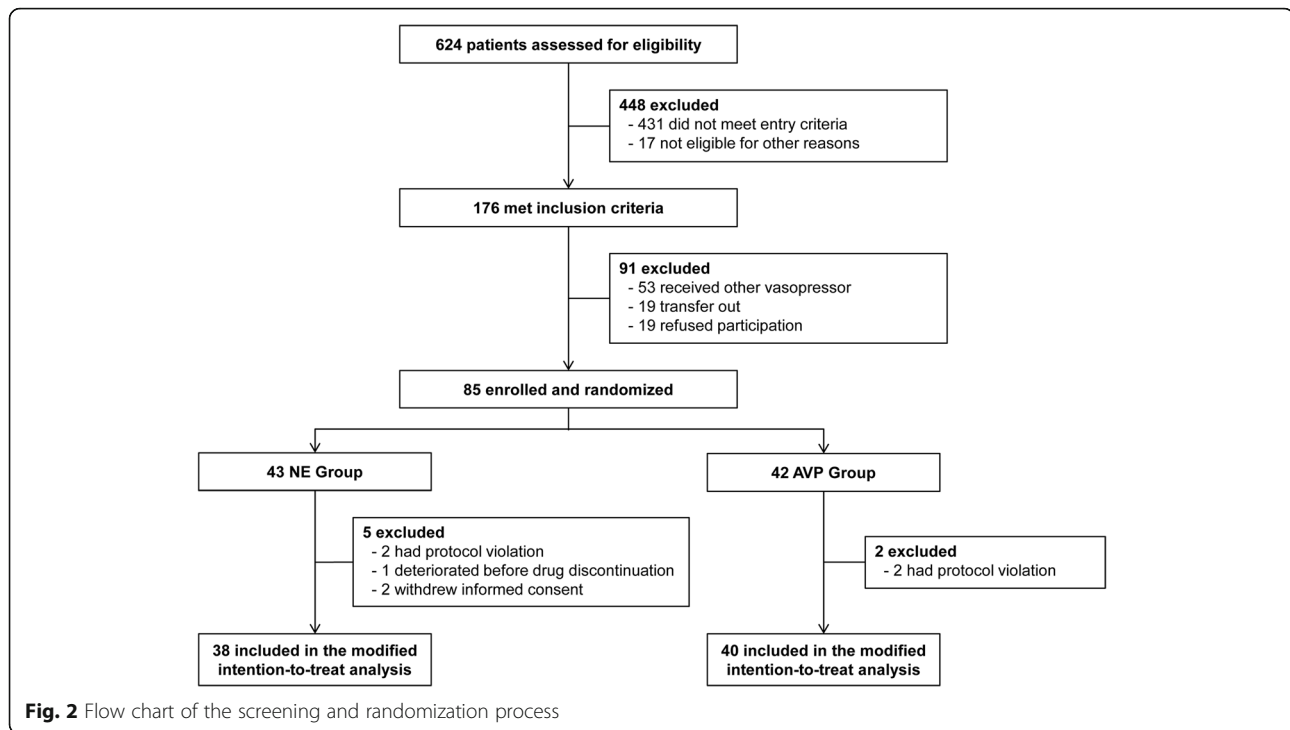 624 patients assessed for eligibility
448 excluded
- 431 did not meet entry criteria
- 17 not eligible for other reasons
176 met inclusion criteria
91 excluded
- 53 received other vasopressor
- 19 transfer out
- 19 refused participation
85 enrolled and randomized
43 NE Group
42 AVP Group
5 excluded
- 2 had protocol violation
- 1 deteriorated before drug discontinuation
- 2 withdrew informed consent
2 excluded
- 2 had protocol violation
38 included in the modified
intention-to-treat analysis
40 included in the modified
intention-to-treat analysis
Fig. 2 Flow chart of the screening and randomization process